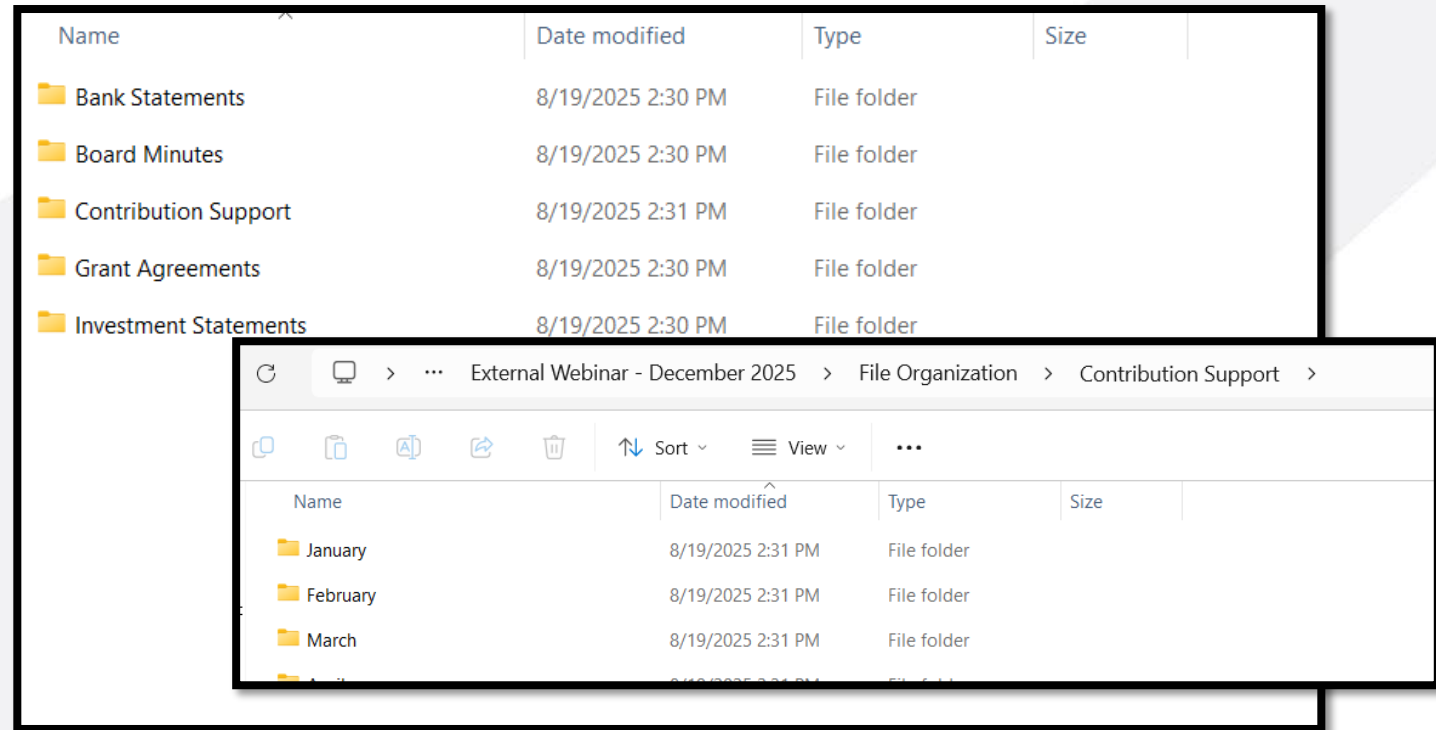 Name Date modified Type Size
Bank Statements 8/19/2025 2:30 PM File folder
Board Minutes 8/19/2025 2:30 PM File folder
Contribution Support 8/19/2025 2:31 PM File folder
Grant Agreements 8/19/2025 2:30 PM File folder
Investment Statements 8/19/2025 2:30 PM File folder
> ··· External Webinar - December 2025 > File Organization > Contribution Support >
Sort View ···
Name Date modified Type Size
January 8/19/2025 2:31 PM File folder
February 8/19/2025 2:31 PM File folder
March 8/19/2025 2:31 PM File folder